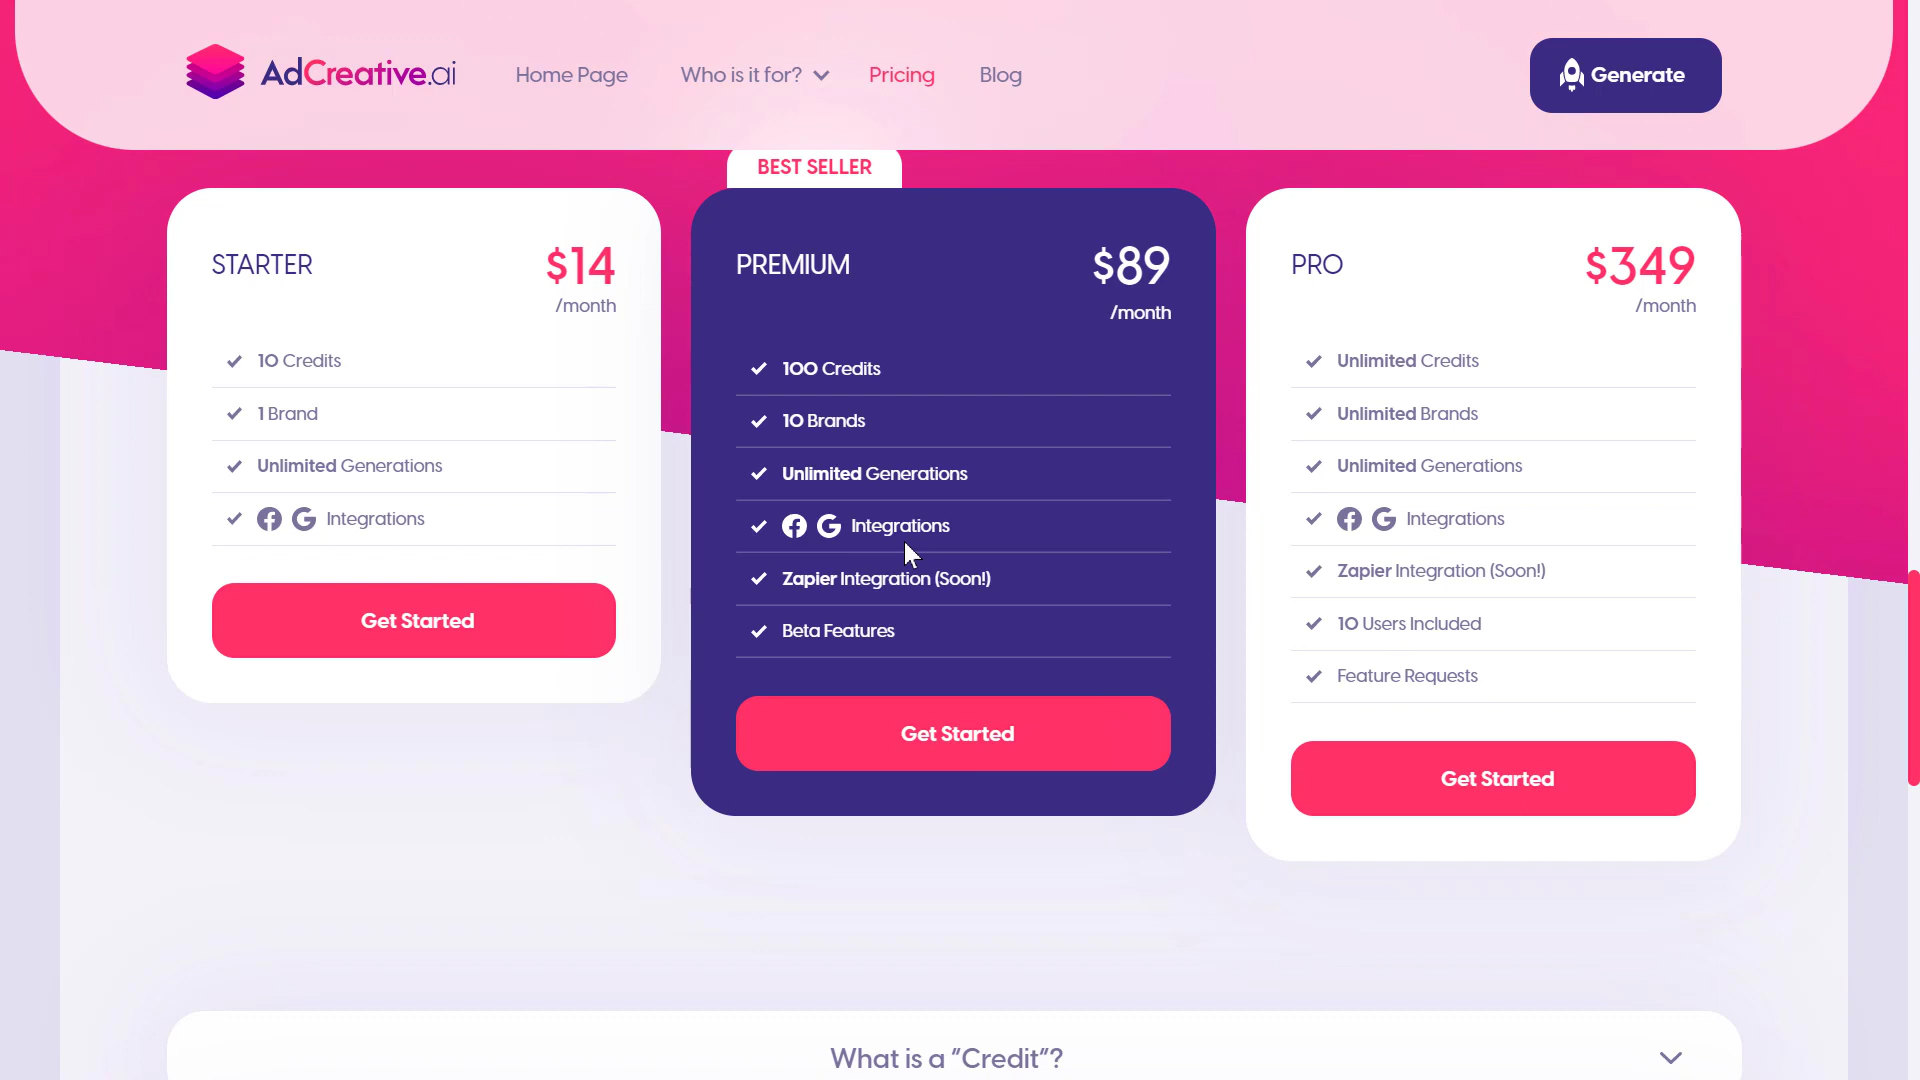 AdCreative.ai
Home Page
Who is it for?
Pricing
Blog
Generate
BEST SELLER
STARTER
$14
/month
10 Credits
1 Brand
Unlimited Generations
Integrations
Get Started
PREMIUM
$89
/month
100 Credits
10 Brands
Unlimited Generations
Integrations
Zapier Integration (Soon!)
Beta Features
Get Started
PRO
$349
/month
Unlimited Credits
Unlimited Brands
Unlimited Generations
Integrations
Zapier Integration (Soon!)
10 Users Included
Feature Requests
Get Started
What is a "Credit"?